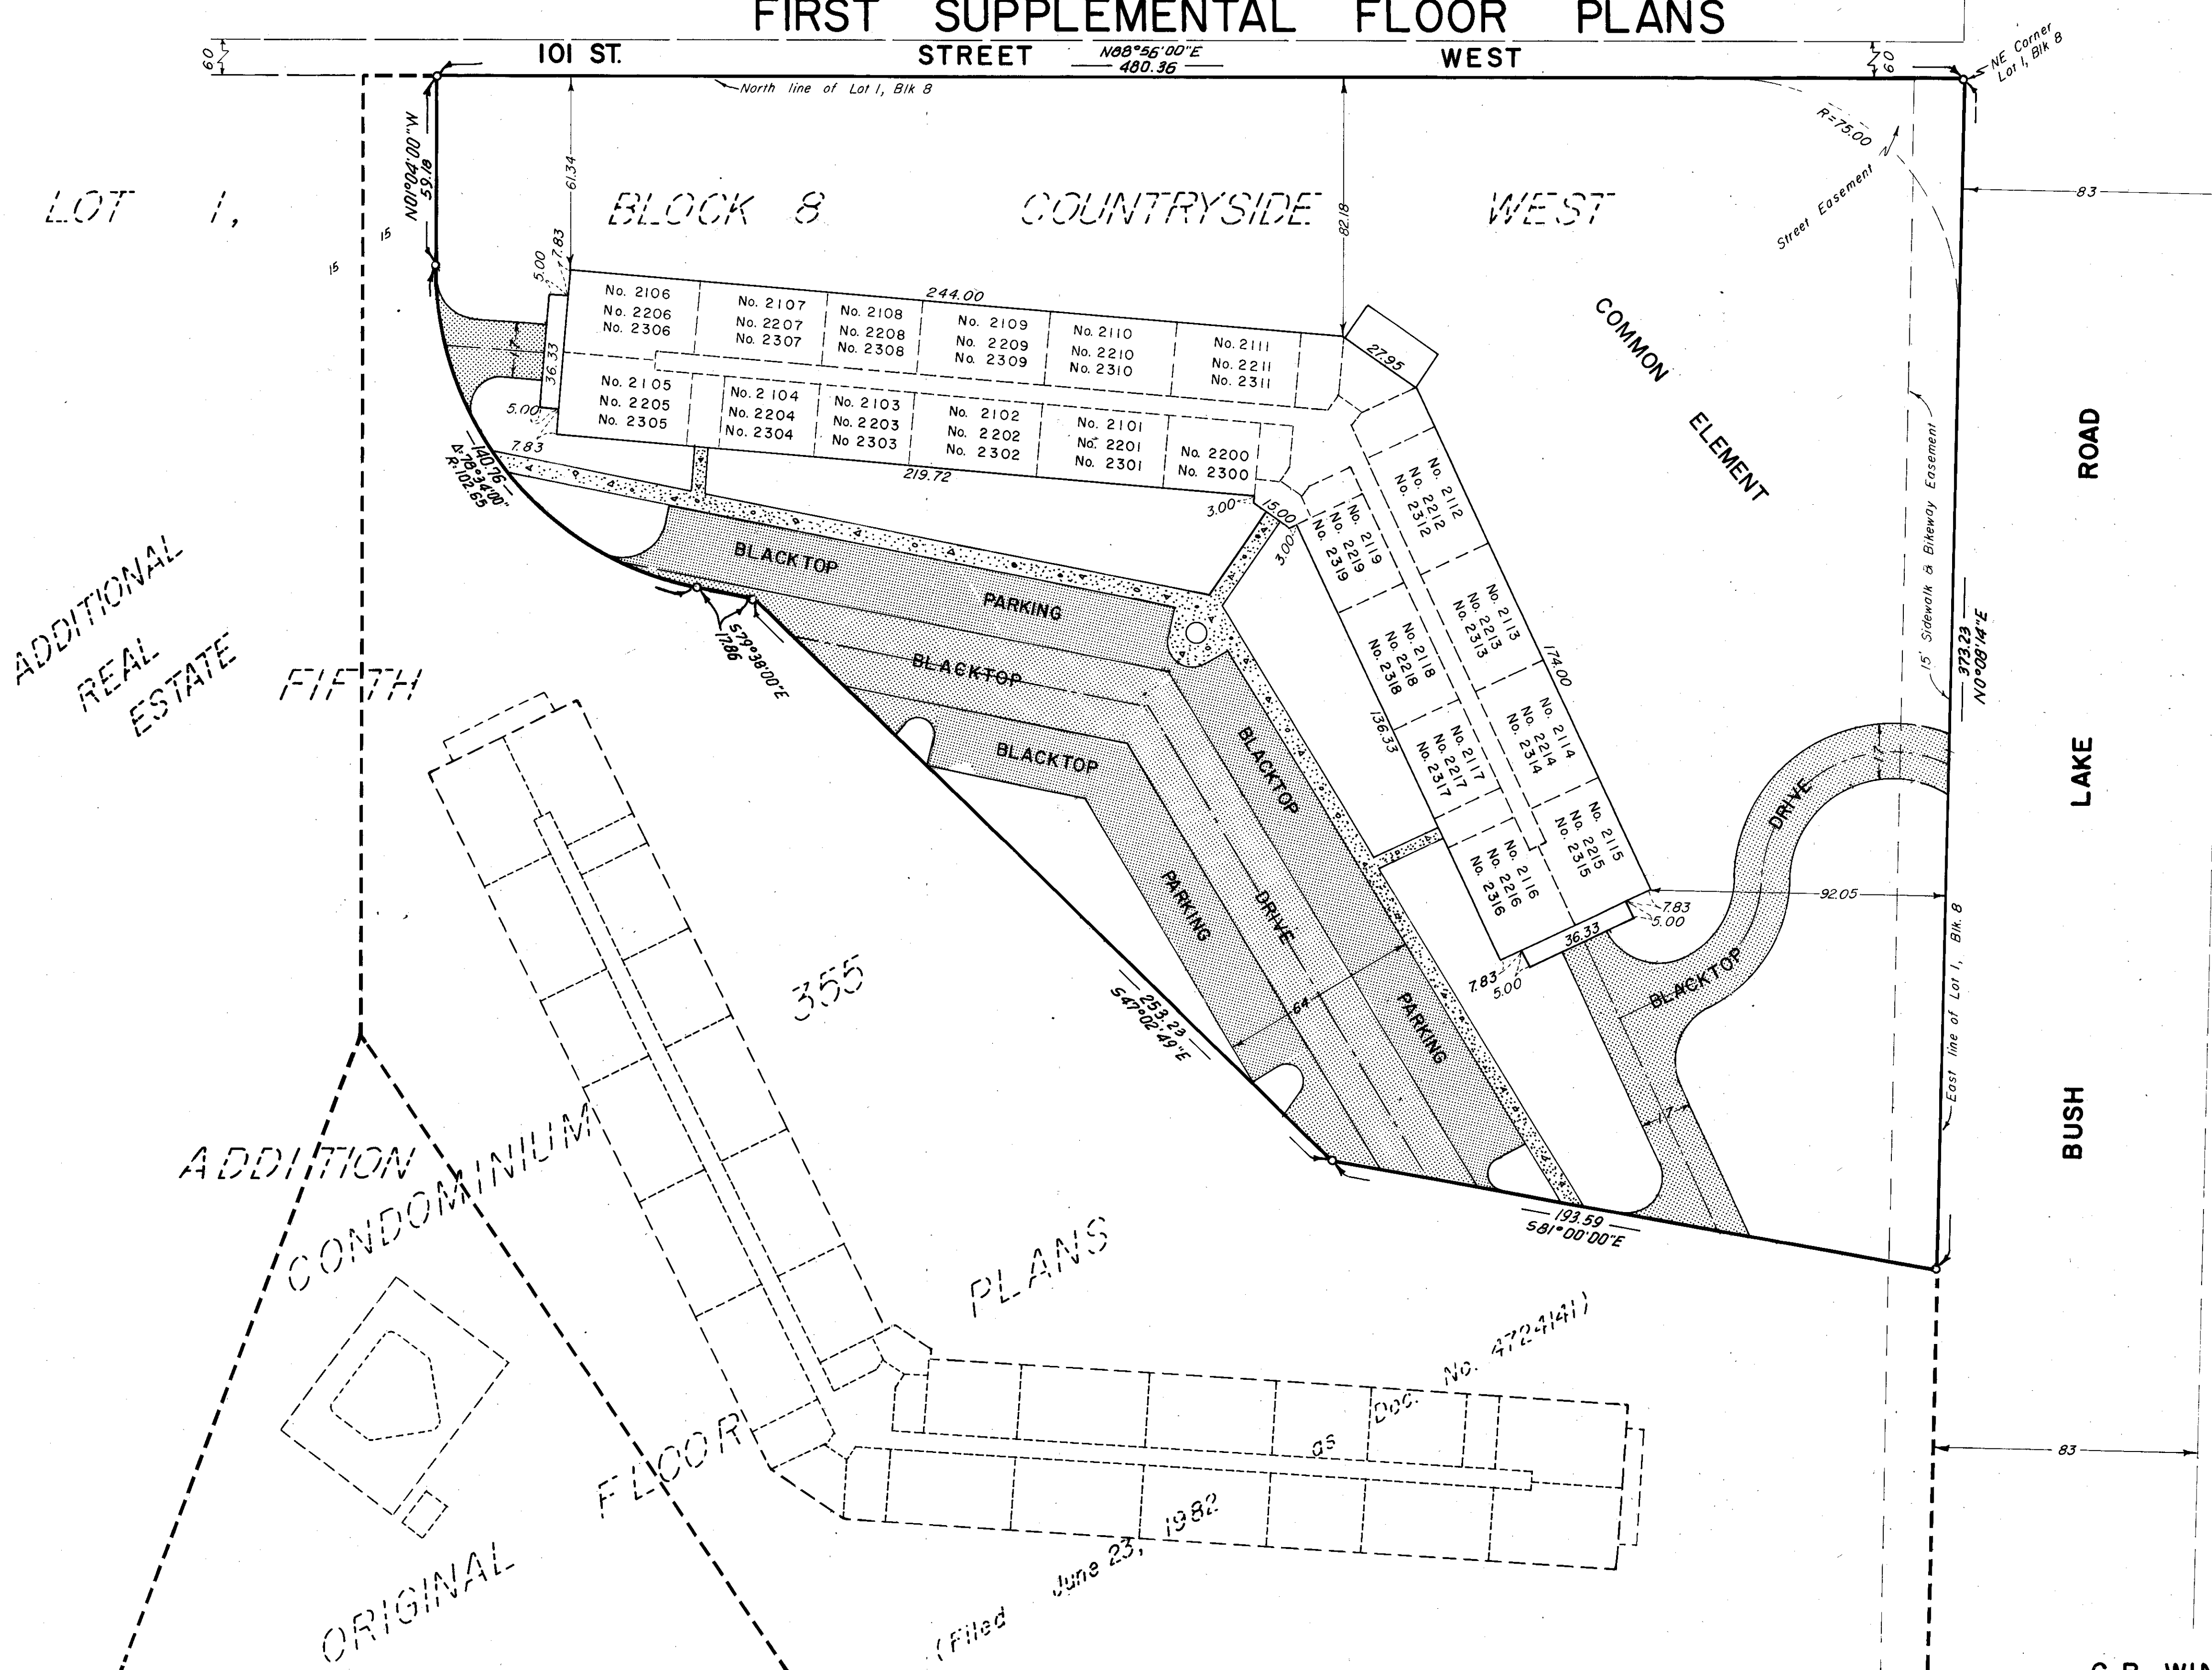 FIRST SUPPLEMENTAL FLOOR PLANS
60
101 ST. STREET WEST
N88°56'00"E
480.36
60
NE Corner
Lot 1, Blk 8
North line of Lot 1, Blk 8
N01°04'00"W
59.18
61.34
82.18
R=75.00
Street Easement
83
LOT 1, BLOCK 8 COUNTRYSIDE WEST
15
15
5.00
7.83
244.00
27.95
No. 2106
No. 2206
No. 2306
No. 2107
No. 2207
No. 2307
No. 2108
No. 2208
No. 2308
No. 2109
No. 2209
No. 2309
No. 2110
No. 2210
No. 2310
No. 2111
No. 2211
No. 2311
17
36.33
No. 2105
No. 2205
No. 2305
No. 2104
No. 2204
No. 2304
No. 2103
No. 2203
No 2303
No. 2102
No. 2202
No. 2302
No. 2101
No. 2201
No. 2301
No. 2200
No. 2300
5.00
7.83
219.72
3.00
15.00
3.00
140.76
Δ=78°34'00"
R=102.65
COMMON
ELEMENT
No. 2112
No. 2212
No. 2312
No. 2119
No. 2219
No. 2319
No. 2113
No. 2213
No. 2313
No. 2118
No. 2218
No. 2318
No. 2114
No. 2214
No. 2314
No. 2117
No. 2217
No. 2317
No. 2115
No. 2215
No. 2315
No. 2116
No. 2216
No. 2316
174.00
136.33
15' Sidewalk & Bikeway Easement
373.23
N0°08'14"E
BUSH LAKE ROAD
BLACKTOP
PARKING
BLACKTOP
BLACKTOP
BLACKTOP
S79°38'00"E
17.86
PARKING
DRIVE
PARKING
64
DRIVE
17
BLACKTOP
17
92.05
7.83
5.00
36.33
7.83
5.00
East line of Lot 1, Blk. 8
253.23
S47°02'49"E
193.59
S81°00'00"E
ADDITIONAL
REAL
ESTATE
FIFTH
ADDITION
355
CONDOMINIUM
ORIGINAL FLOOR PLANS
(Filed June 23, 1982 as Doc. No. 4724141)
83